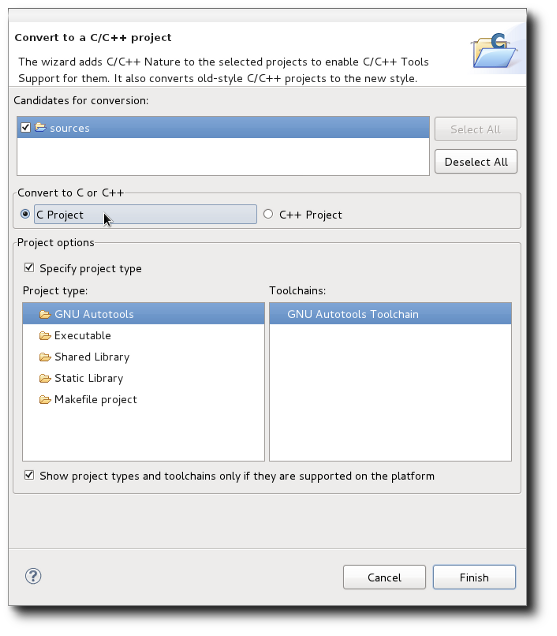 Convert to a C/C++ project
The wizard adds C/C++ Nature to the selected projects to enable C/C++ Tools
Support for them. It also converts old-style C/C++ projects to the new style.
C
Candidates for conversion:
sources
Select All
Deselect All
Convert to C or C++
C Project
C++ Project
Project options
Specify project type
Project type:
Toolchains:
GNU Autotools
GNU Autotools Toolchain
Executable
Shared Library
Static Library
Makefile project
Show project types and toolchains only if they are supported on the platform
?
Cancel
Finish